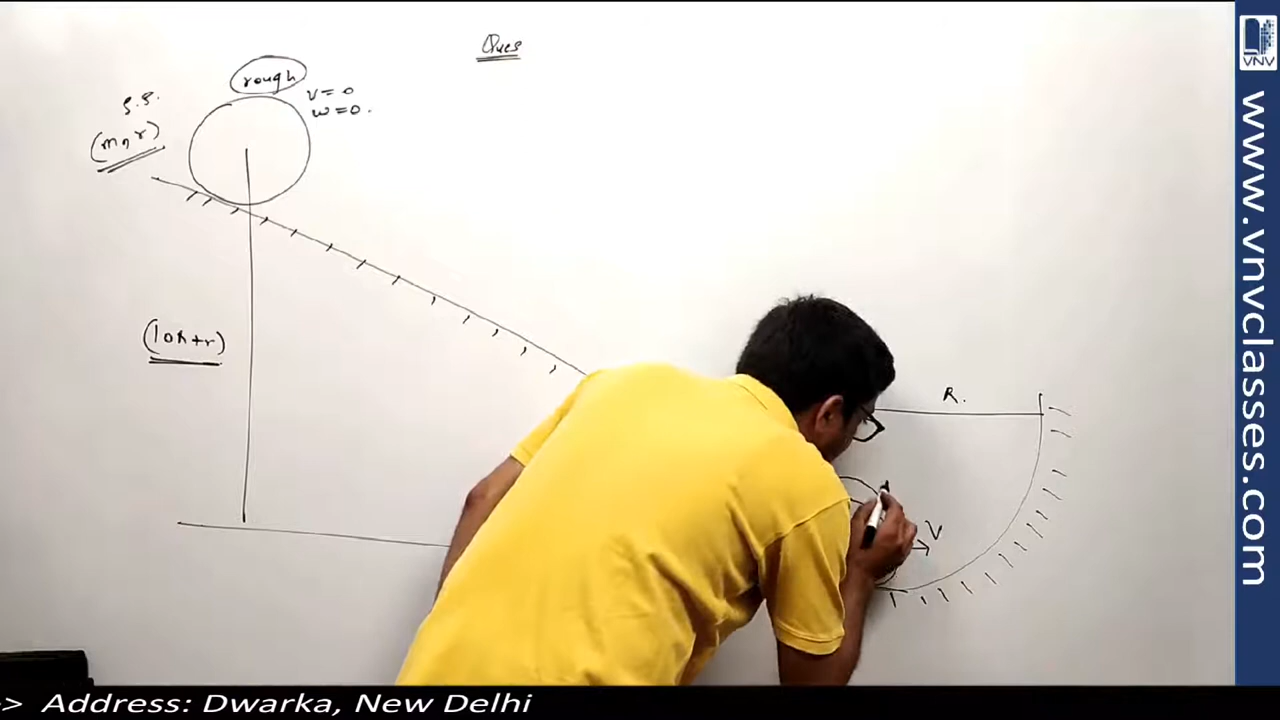 Ques
rough
v=0
ω=0.
S.S.
(m, r)
(10R+r)
R.
V
VNV
www.vnvclasses.com
>> Address: Dwarka, New Delhi